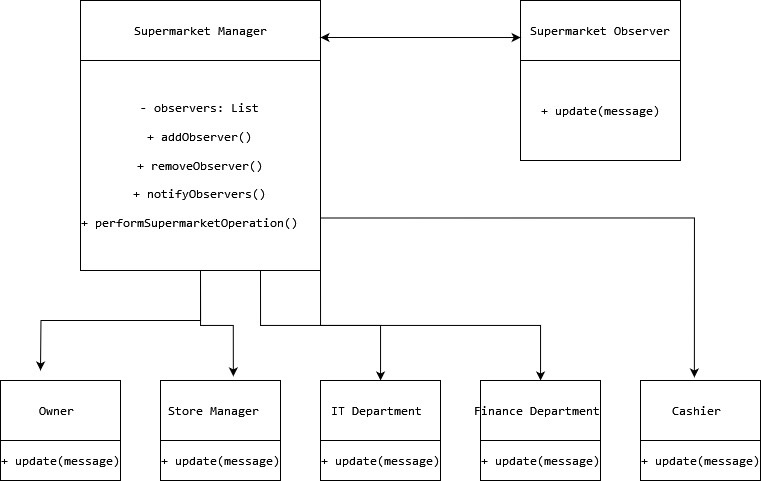 Supermarket Manager
Supermarket Observer
- observers: List
+ addObserver()
+ removeObserver()
+ notifyObservers()
+ performSupermarketOperation()
+ update(message)
Owner
Store Manager
IT Department
Finance Department
Cashier
+ update(message)
+ update(message)
+ update(message)
+ update(message)
+ update(message)